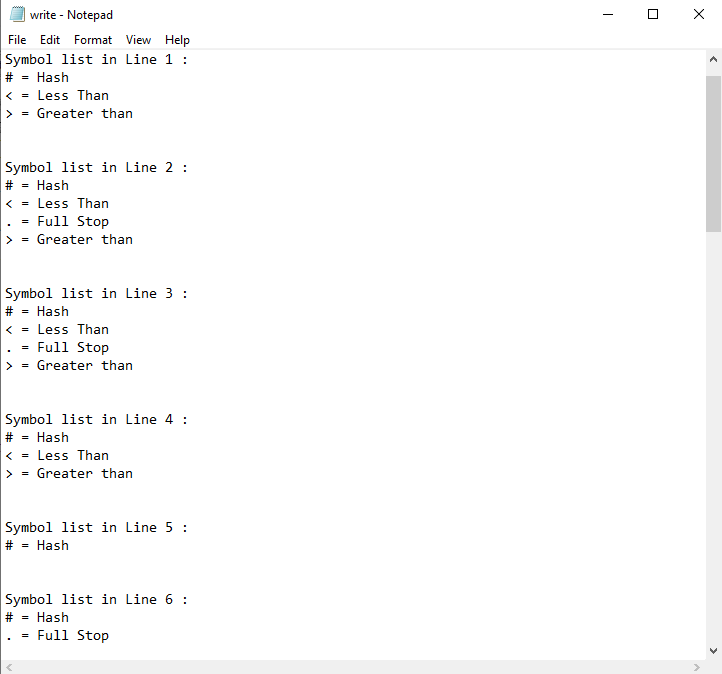 write - Notepad
File Edit Format View Help
Symbol list in Line 1 :
# = Hash
< = Less Than
> = Greater than
Symbol list in Line 2 :
# = Hash
< = Less Than
. = Full Stop
> = Greater than
Symbol list in Line 3 :
# = Hash
< = Less Than
. = Full Stop
> = Greater than
Symbol list in Line 4 :
# = Hash
< = Less Than
> = Greater than
Symbol list in Line 5 :
# = Hash
Symbol list in Line 6 :
# = Hash
. = Full Stop